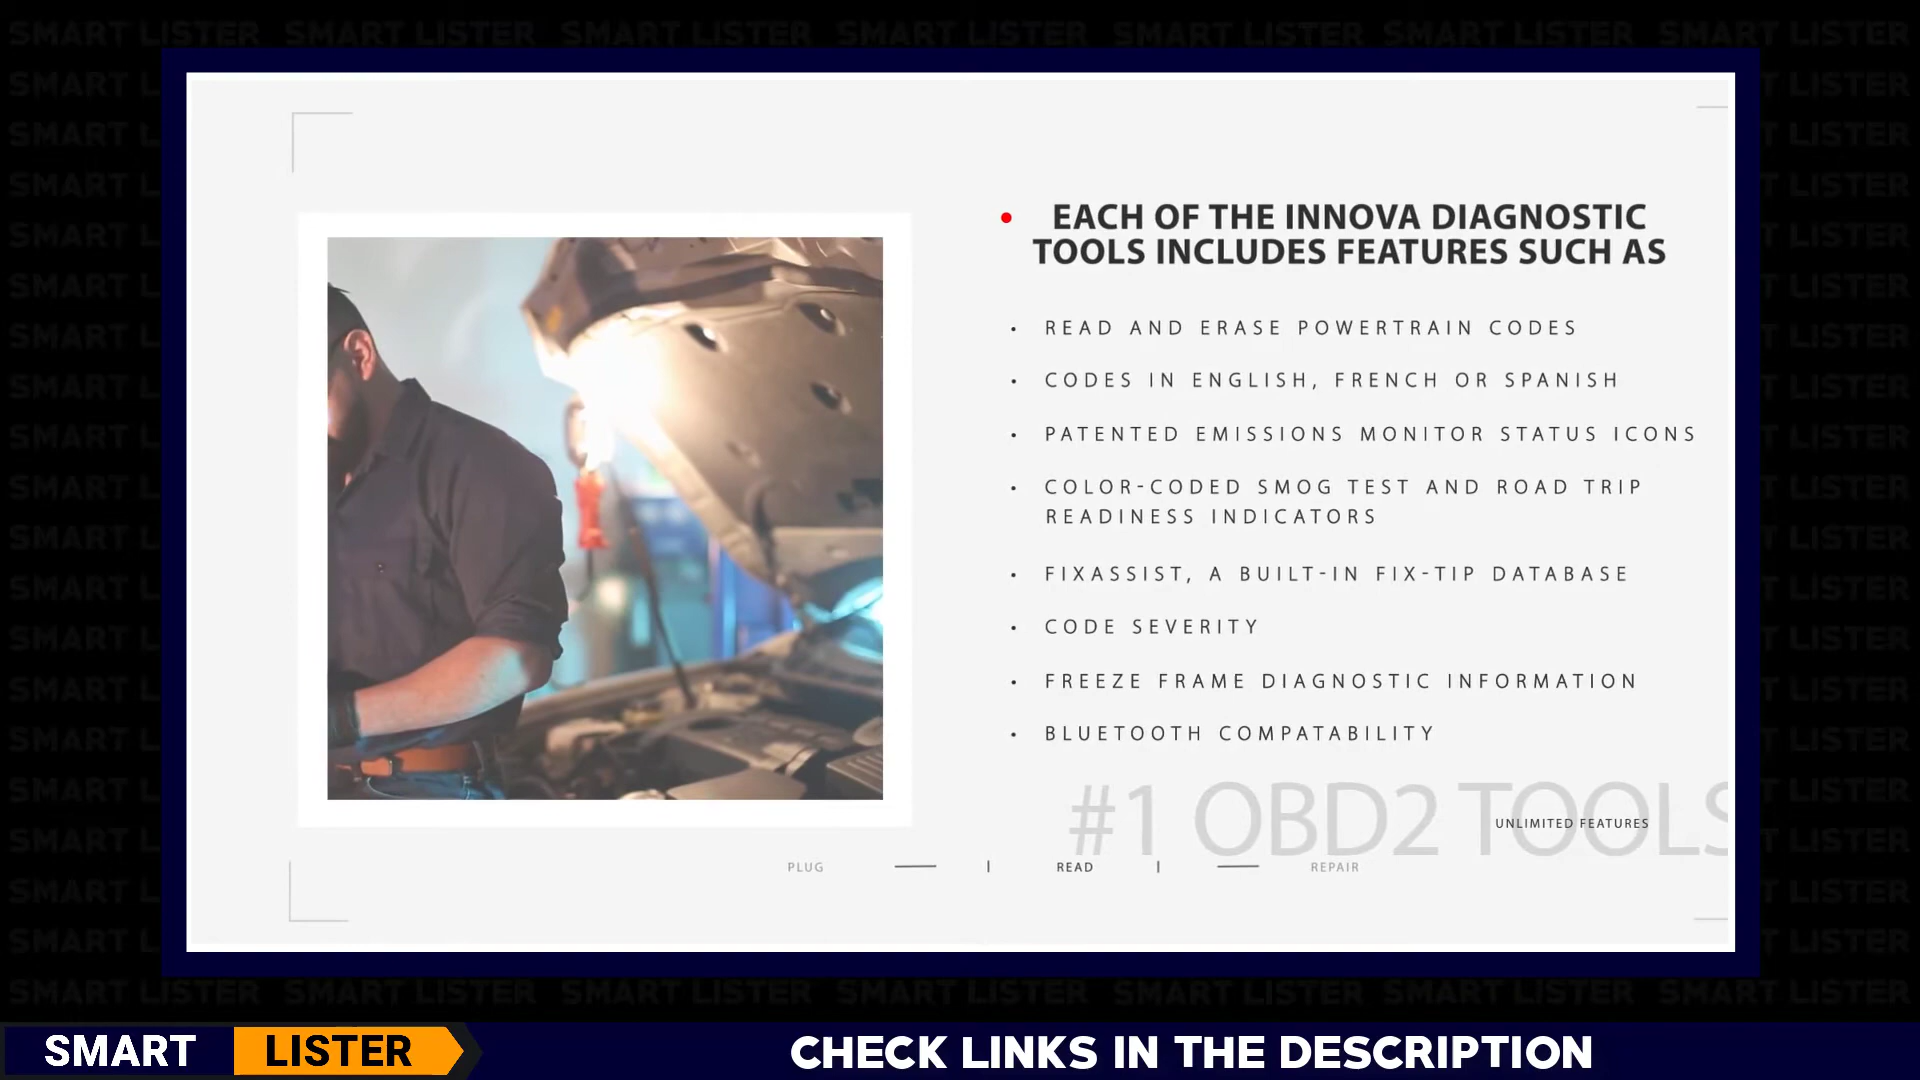 SMART LISTER SMART LISTER SMART LISTER SMART LISTER SMART LISTER SMART LISTER SMART LISTER
EACH OF THE INNOVA DIAGNOSTIC
TOOLS INCLUDES FEATURES SUCH AS
• READ AND ERASE POWERTRAIN CODES
• CODES IN ENGLISH, FRENCH OR SPANISH
• PATENTED EMISSIONS MONITOR STATUS ICONS
• COLOR-CODED SMOG TEST AND ROAD TRIP
READINESS INDICATORS
• FIXASSIST, A BUILT-IN FIX-TIP DATABASE
• CODE SEVERITY
• FREEZE FRAME DIAGNOSTIC INFORMATION
• BLUETOOTH COMPATABILITY
#1 OBD2 TOOLS
UNLIMITED FEATURES
PLUG READ REPAIR
SMART LISTER SMART LISTER SMART LISTER SMART LISTER SMART LISTER SMART LISTER SMART LISTER
SMART LISTER
CHECK LINKS IN THE DESCRIPTION